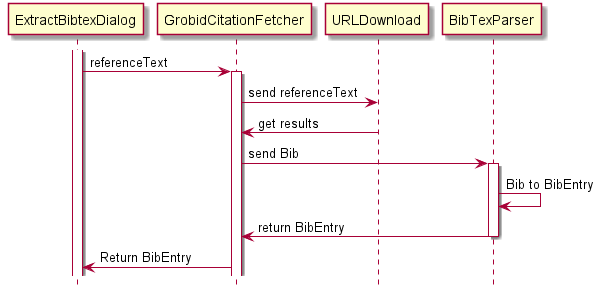 ExtractBibtexDialog
GrobidCitationFetcher
URLDownload
BibTexParser
referenceText
send referenceText
get results
send Bib
Bib to BibEntry
return BibEntry
Return BibEntry